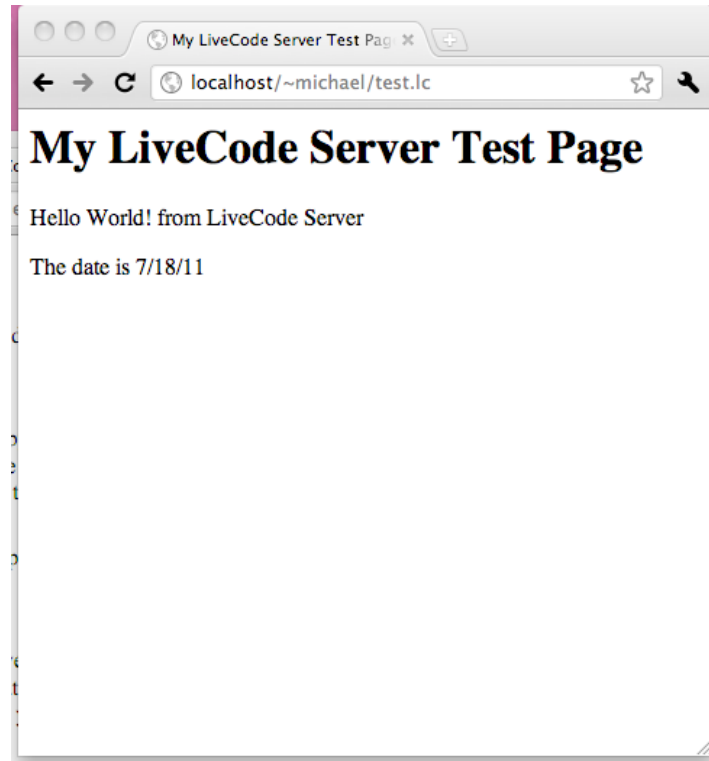 My LiveCode Server Test Pag
localhost/~michael/test.lc
My LiveCode Server Test Page
Hello World! from LiveCode Server
The date is 7/18/11